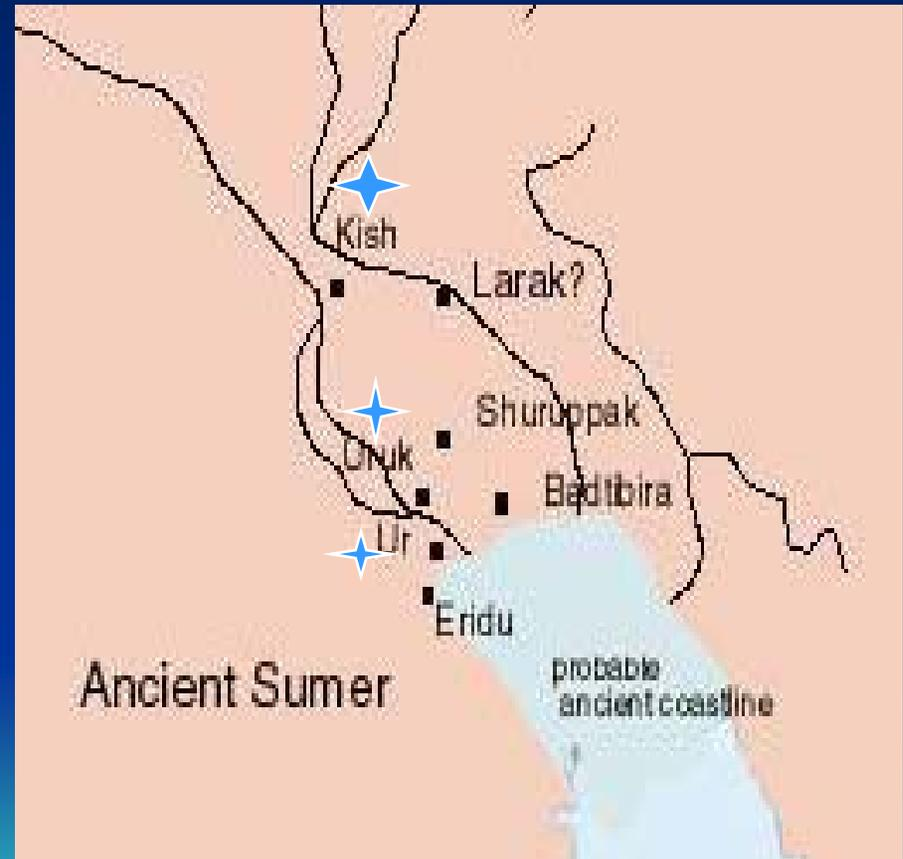 Kish
Larak?
Shuruppak
Uruk
Badtibira
Ur
Eridu
probable
ancient coastline
Ancient Sumer